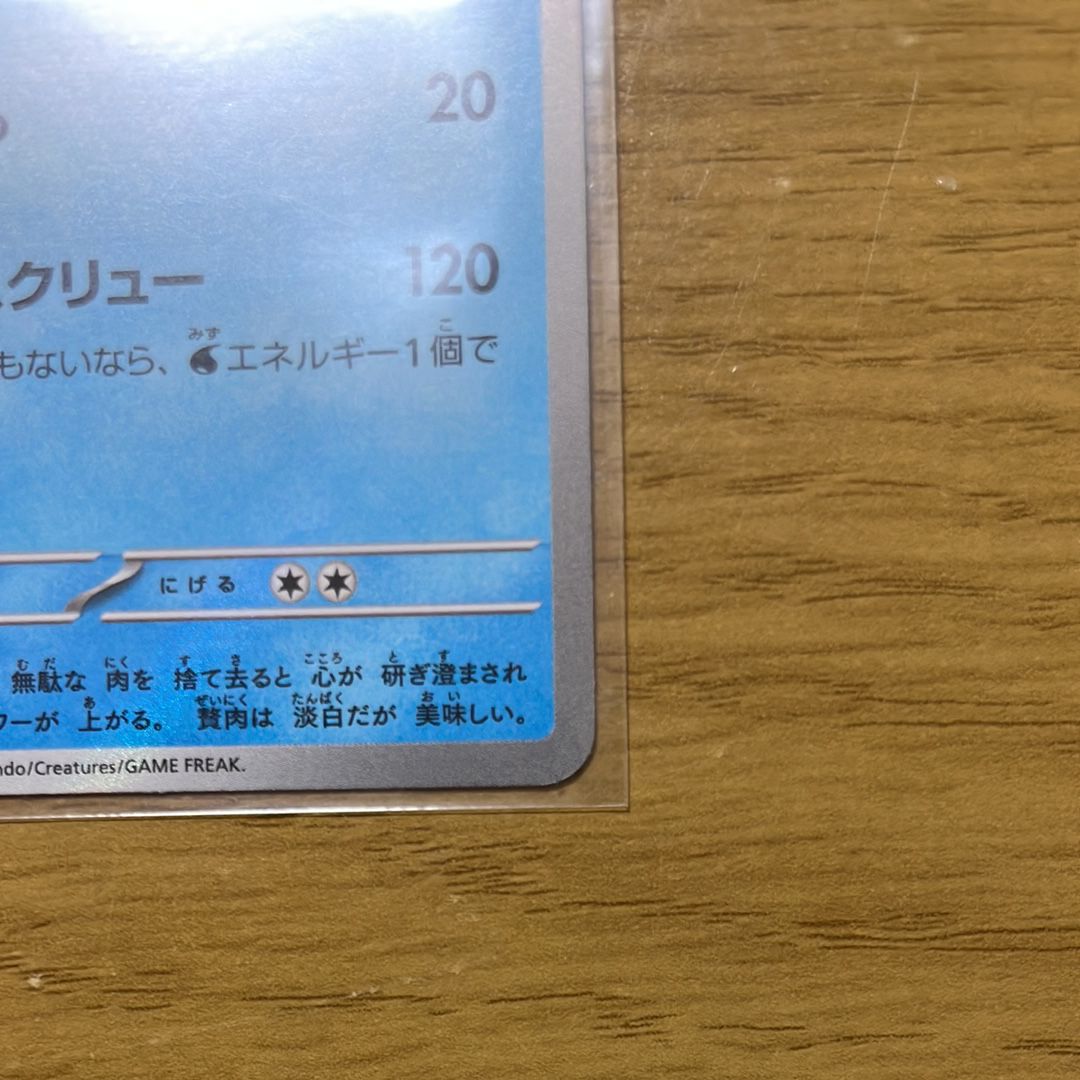 20
クリュー 120
もないなら、エネルギー1個で
にげる
無駄な 肉を 捨て去ると 心が 研ぎ澄まされ
ワーが 上がる。 贅肉は 淡白だが 美味しい。
ndo/Creatures/GAME FREAK.